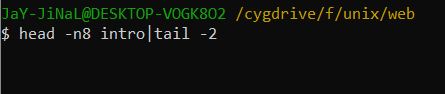 JaY-JiNaL@DESKTOP-VOGK8O2 /cygdrive/f/unix/web
$ head -n8 intro|tail -2